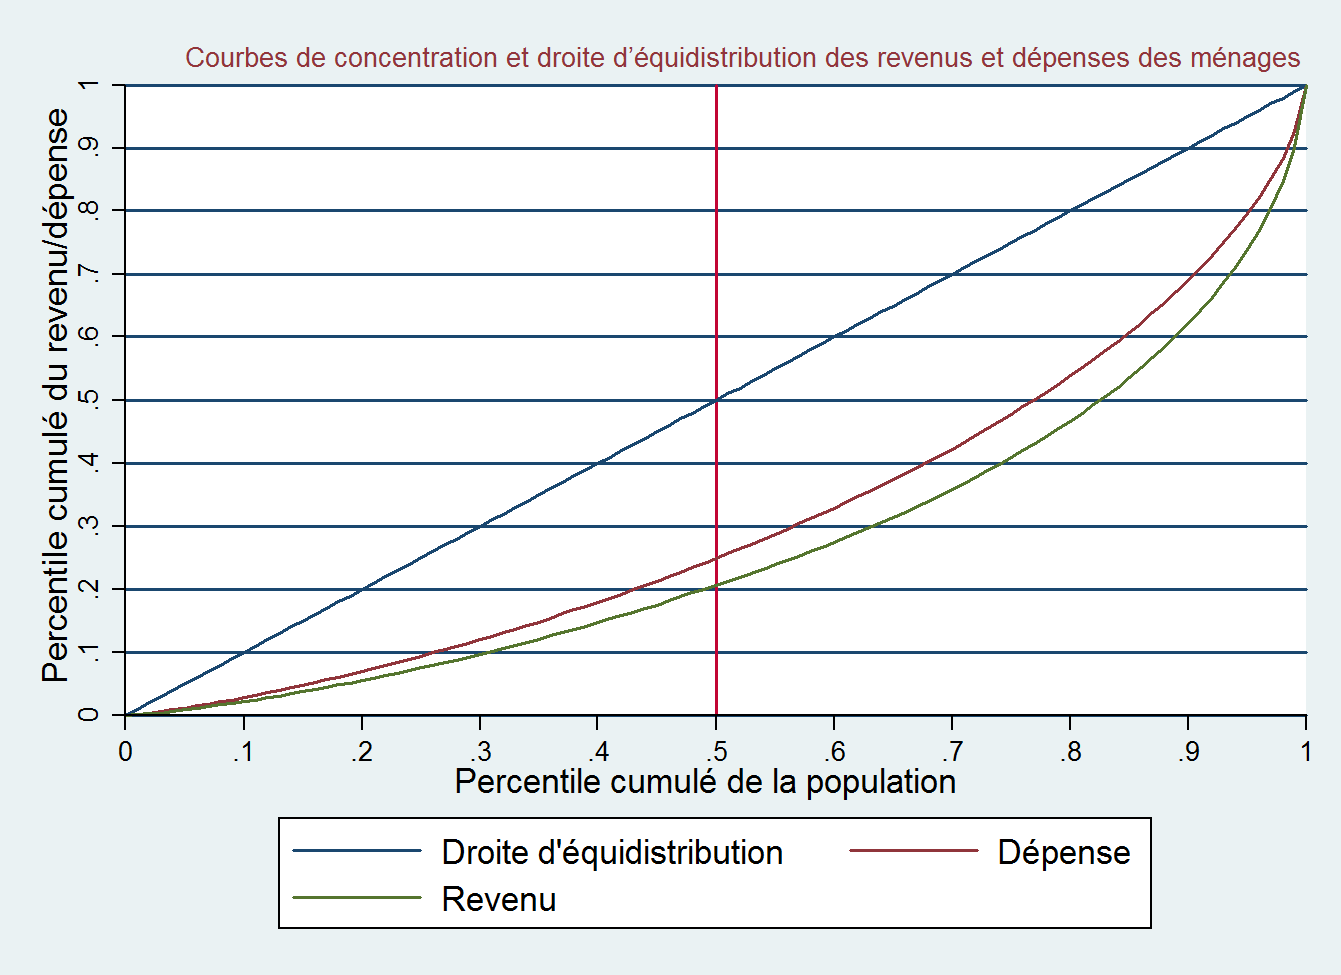 Courbes de concentration et droite d’équidistribution des revenus et dépenses des ménages
Percentile cumulé du revenu/dépense
1
.9
.8
.7
.6
.5
.4
.3
.2
.1
0
0 .1 .2 .3 .4 .5 .6 .7 .8 .9 1
Percentile cumulé de la population
Droite d'équidistribution Dépense
Revenu